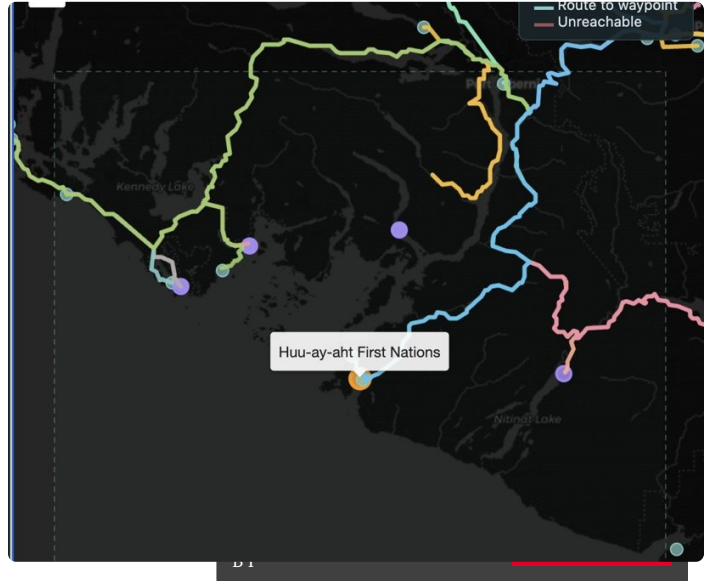 Route to waypoint
Unreachable
Kennedy Lake
Huu-ay-aht First Nations
Nitinat Lake